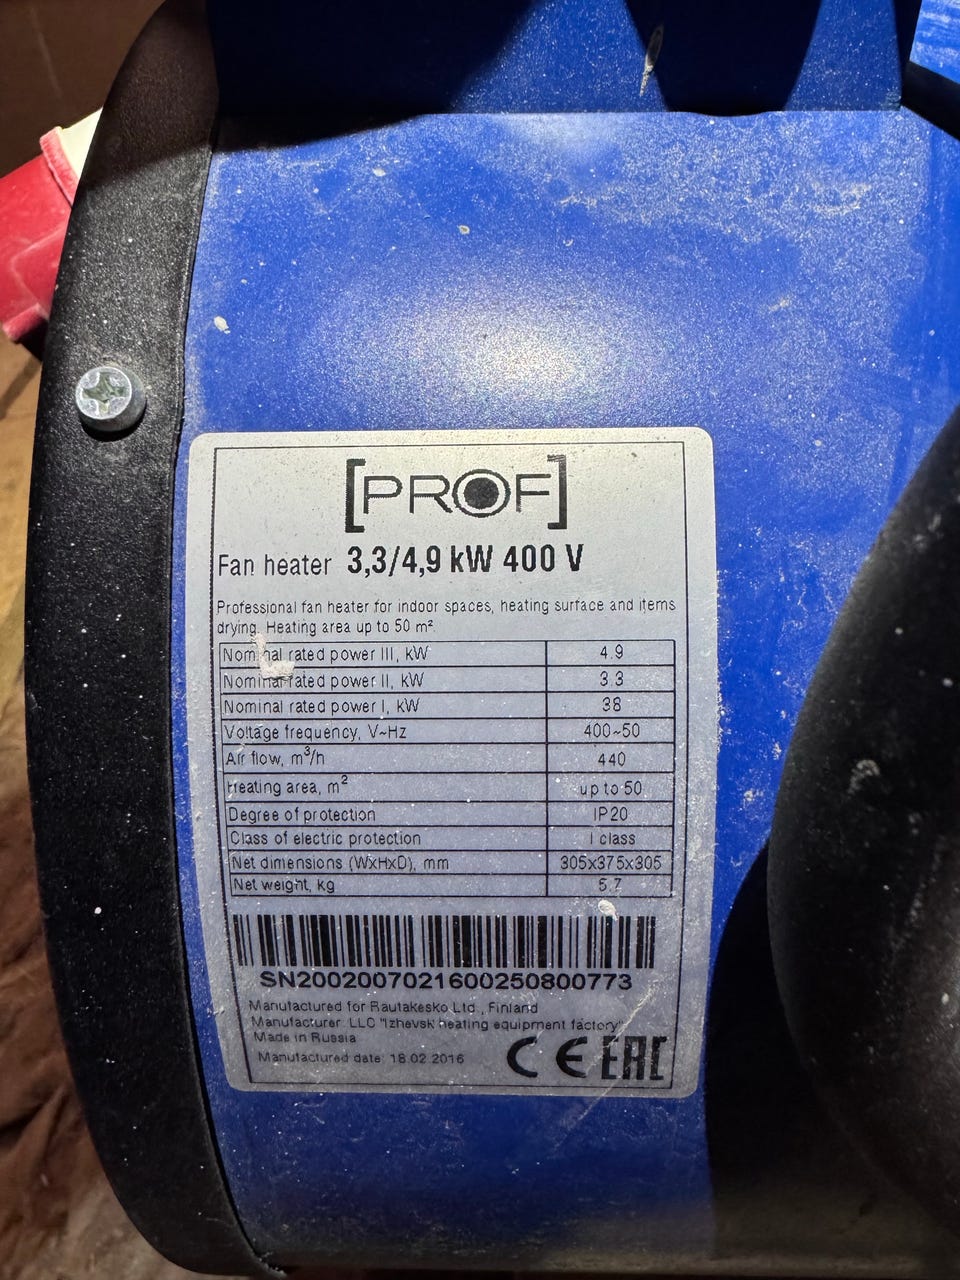 [PROF]
Fan heater 3,3/4,9 kW 400 V
Professional fan heater for indoor spaces, heating surface and items
drying. Heating area up to 50 m².
Nominal rated power III, kW 4.9
Nominal rated power II, kW 3.3
Nominal rated power I, kW 38
Voltage frequency, V~Hz 400~50
Air flow, m³/h 440
Heating area, m² up to 50
Degree of protection IP20
Class of electric protection I class
Net dimensions (WxHxD), mm 305x375x305
Net weight, kg 5.7
SN2002007021600250800773
Manufactured for Rautakesko Ltd., Finland
Manufacturer: LLC "Izhevsk heating equipment factory"
Made in Russia
Manufactured date: 18.02.2016
CE EAC